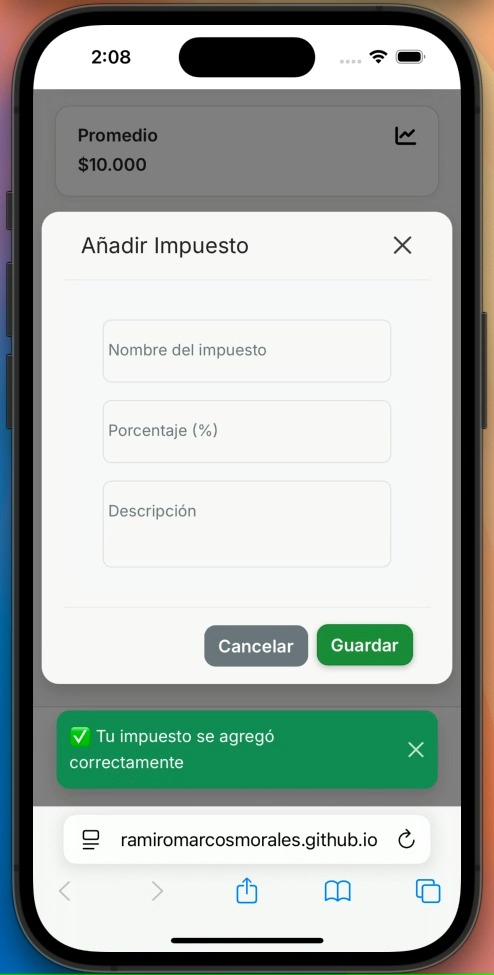 2:08
Promedio
$10.000
Añadir Impuesto
Nombre del impuesto
Porcentaje (%)
Descripción
Cancelar
Guardar
✅ Tu impuesto se agregó
correctamente
ramiromarcosmorales.github.io